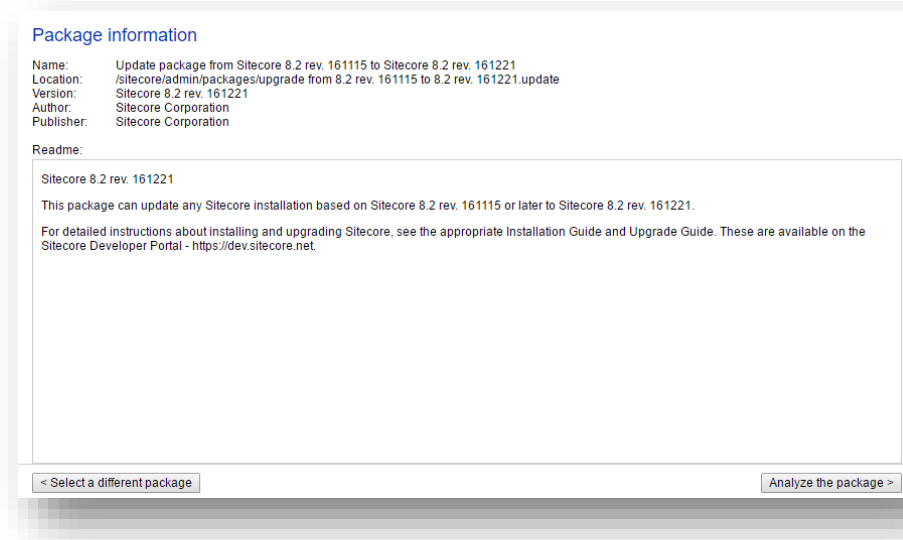 Package information
Name: Update package from Sitecore 8.2 rev. 161115 to Sitecore 8.2 rev. 161221
Location: /sitecore/admin/packages/upgrade from 8.2 rev. 161115 to 8.2 rev. 161221.update
Version: Sitecore 8.2 rev. 161221
Author: Sitecore Corporation
Publisher: Sitecore Corporation
Readme:
Sitecore 8.2 rev. 161221
This package can update any Sitecore installation based on Sitecore 8.2 rev. 161115 or later to Sitecore 8.2 rev. 161221.
For detailed instructions about installing and upgrading Sitecore, see the appropriate Installation Guide and Upgrade Guide. These are available on the
Sitecore Developer Portal - https://dev.sitecore.net.
< Select a different package
Analyze the package >